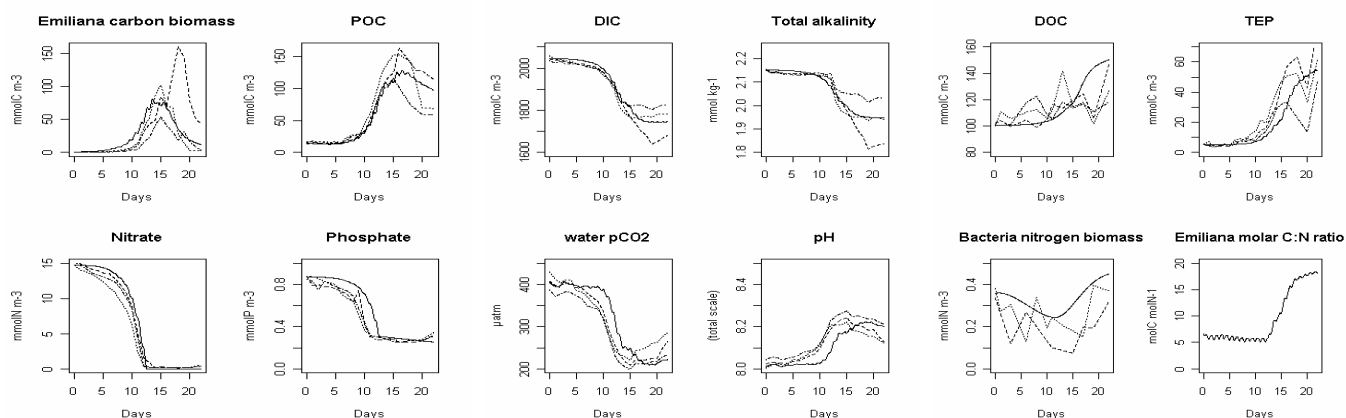 Emiliana carbon biomass
mmolC m-3
0 50 100 150
0 5 10 15 20
Days
POC
mmolC m-3
0 50 100 150
0 5 10 15 20
Days
DIC
mmolC m-3
1600 1800 2000
0 5 10 15 20
Days
Total alkalinity
mmol kg-1
1.8 1.9 2.0 2.1 2.2
0 5 10 15 20
Days
DOC
mmolC m-3
80 100 120 140 160
0 5 10 15 20
Days
TEP
mmolC m-3
0 20 40 60
0 5 10 15 20
Days
Nitrate
mmolN m-3
0 5 10 15
0 5 10 15 20
Days
Phosphate
mmolP m-3
0.0 0.4 0.8
0 5 10 15 20
Days
water pCO2
µatm
200 300 400
0 5 10 15 20
Days
pH
(total scale)
8.0 8.2 8.4
0 5 10 15 20
Days
Bacteria nitrogen biomass
mmolN m-3
0.0 0.2 0.4
0 5 10 15 20
Days
Emiliana molar C:N ratio
molC molN-1
0 5 10 15 20
0 5 10 15 20
Days